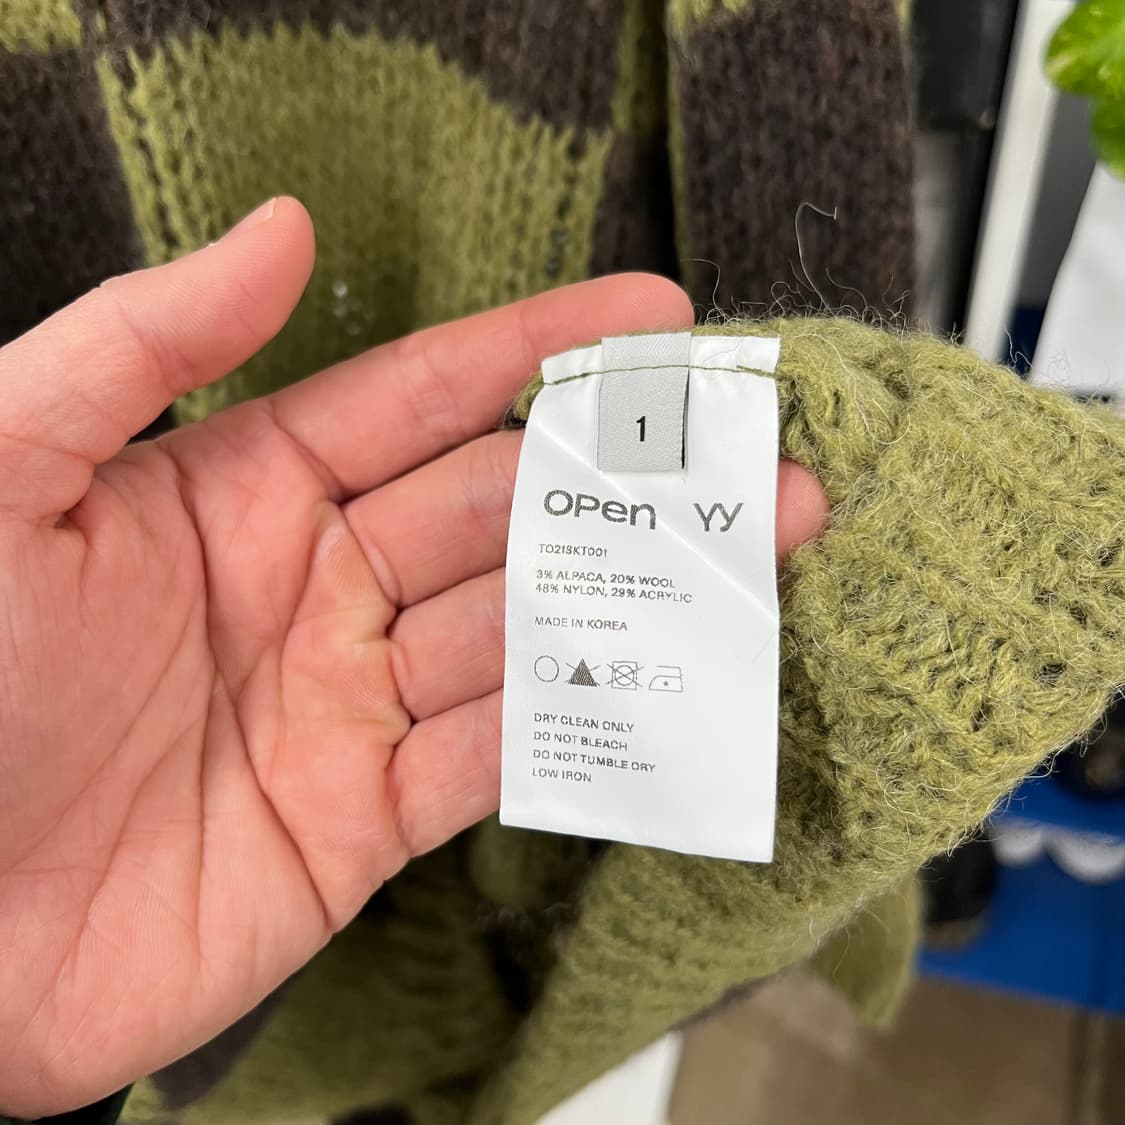 1
OPen YY
TO213KT001
3% ALPACA, 20% WOOL
48% NYLON, 29% ACRYLIC
MADE IN KOREA
DRY CLEAN ONLY
DO NOT BLEACH
DO NOT TUMBLE DRY
LOW IRON